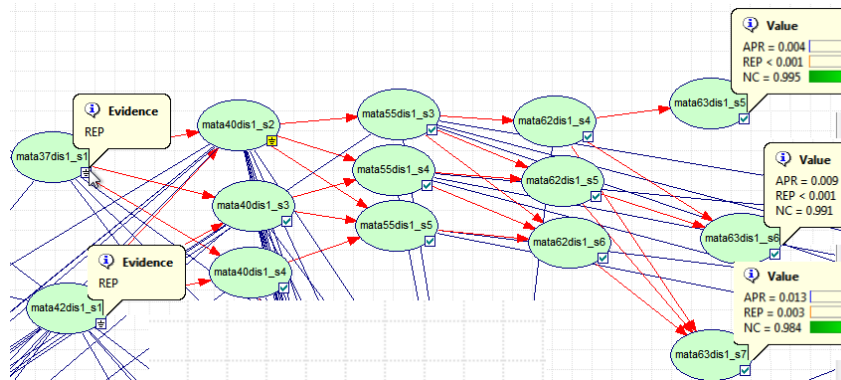 Value
APR = 0.004
REP < 0.001
NC = 0.995
mata63dis1_s5
Evidence
REP
mata37dis1_s1
mata40dis1_s2
mata55dis1_s3
mata62dis1_s4
mata55dis1_s4
mata62dis1_s5
Value
APR = 0.009
REP < 0.001
NC = 0.991
mata40dis1_s3
mata55dis1_s5
mata62dis1_s6
mata63dis1_s6
Evidence
REP
mata40dis1_s4
mata42dis1_s1
Value
APR = 0.013
REP = 0.003
NC = 0.984
mata63dis1_s7